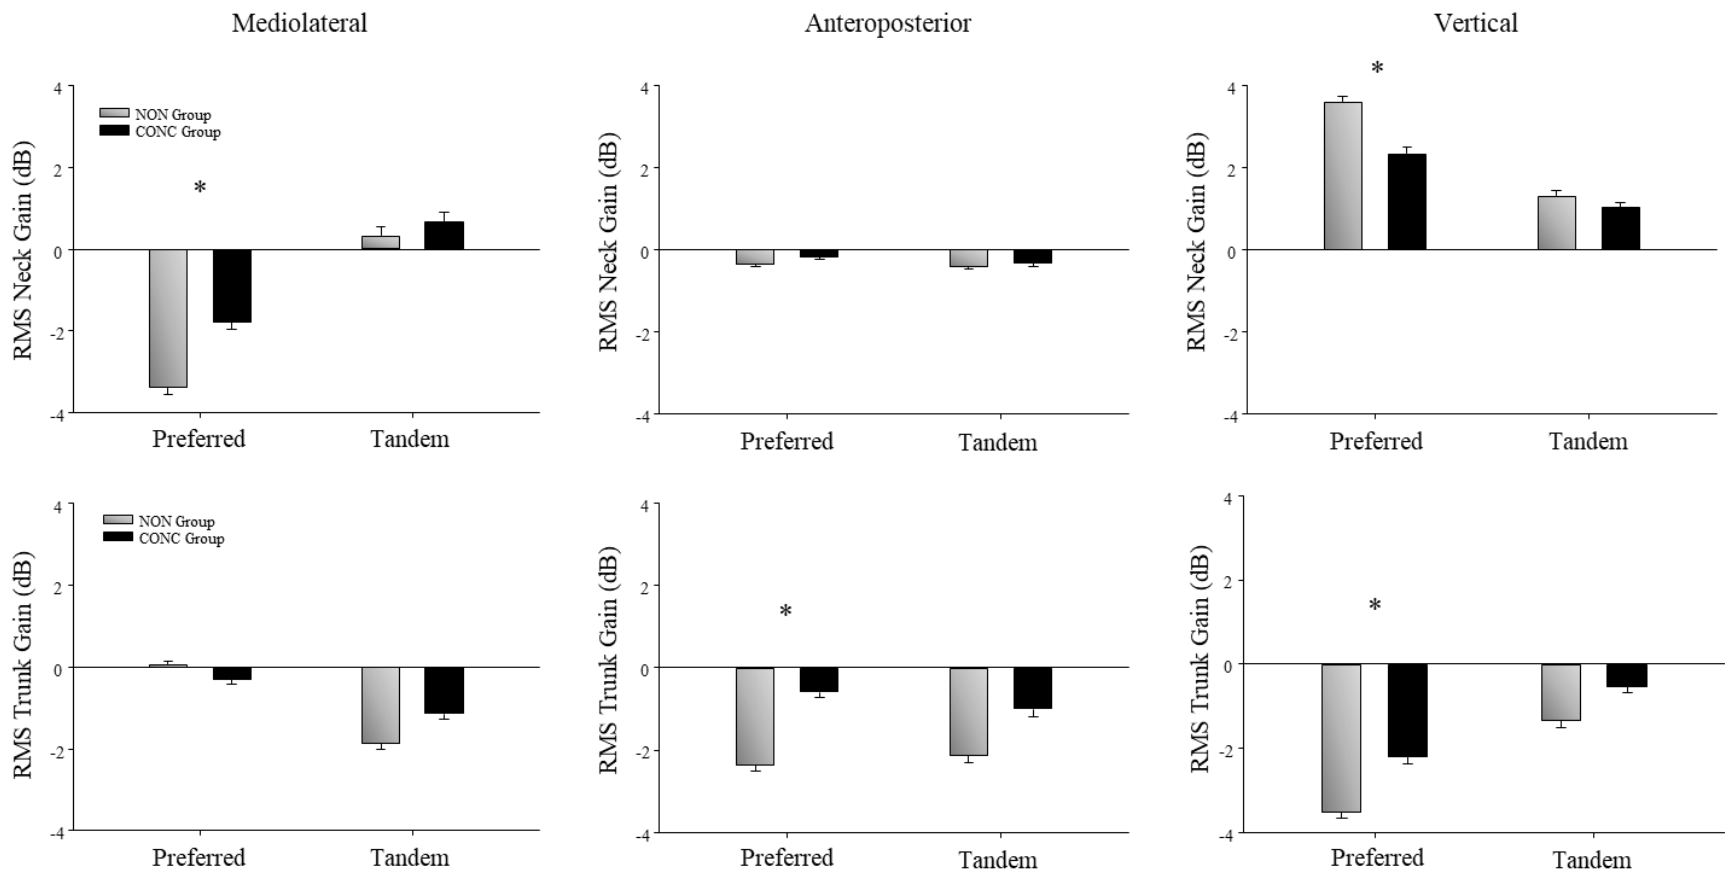 Mediolateral
Anteroposterior
Vertical
RMS Neck Gain (dB)
4
2
0
-2
-4
NON Group
CONC Group
*
Preferred
Tandem
RMS Neck Gain (dB)
4
2
0
-2
-4
Preferred
Tandem
RMS Neck Gain (dB)
4
2
0
-2
-4
*
Preferred
Tandem
RMS Trunk Gain (dB)
4
2
0
-2
-4
NON Group
CONC Group
Preferred
Tandem
RMS Trunk Gain (dB)
4
2
0
-2
-4
*
Preferred
Tandem
RMS Trunk Gain (dB)
4
2
0
-2
-4
*
Preferred
Tandem